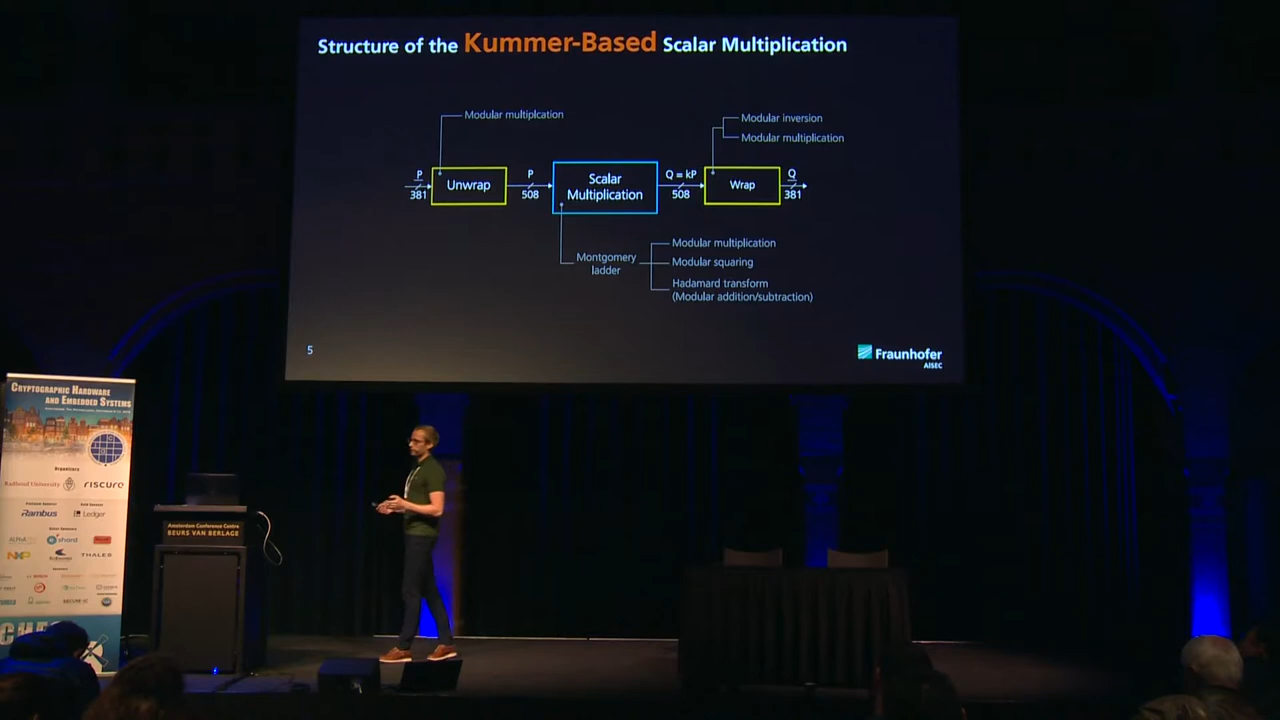 Structure of the Kummer-Based Scalar Multiplication
Modular multiplcation
Modular inversion
Modular multiplication
P
381
Unwrap
P
508
Scalar
Multiplication
Q = kP
508
Wrap
Q
381
Montgomery
ladder
Modular multiplication
Modular squaring
Hadamard transform
(Modular addition/subtraction)
5
Fraunhofer
AISEC
Cryptographic Hardware
and Embedded Systems
Organizers
Radboud University
riscure
Rambus
Ledger
NXP
THALES
Amsterdam Conference Centre
BEURS VAN BERLAGE